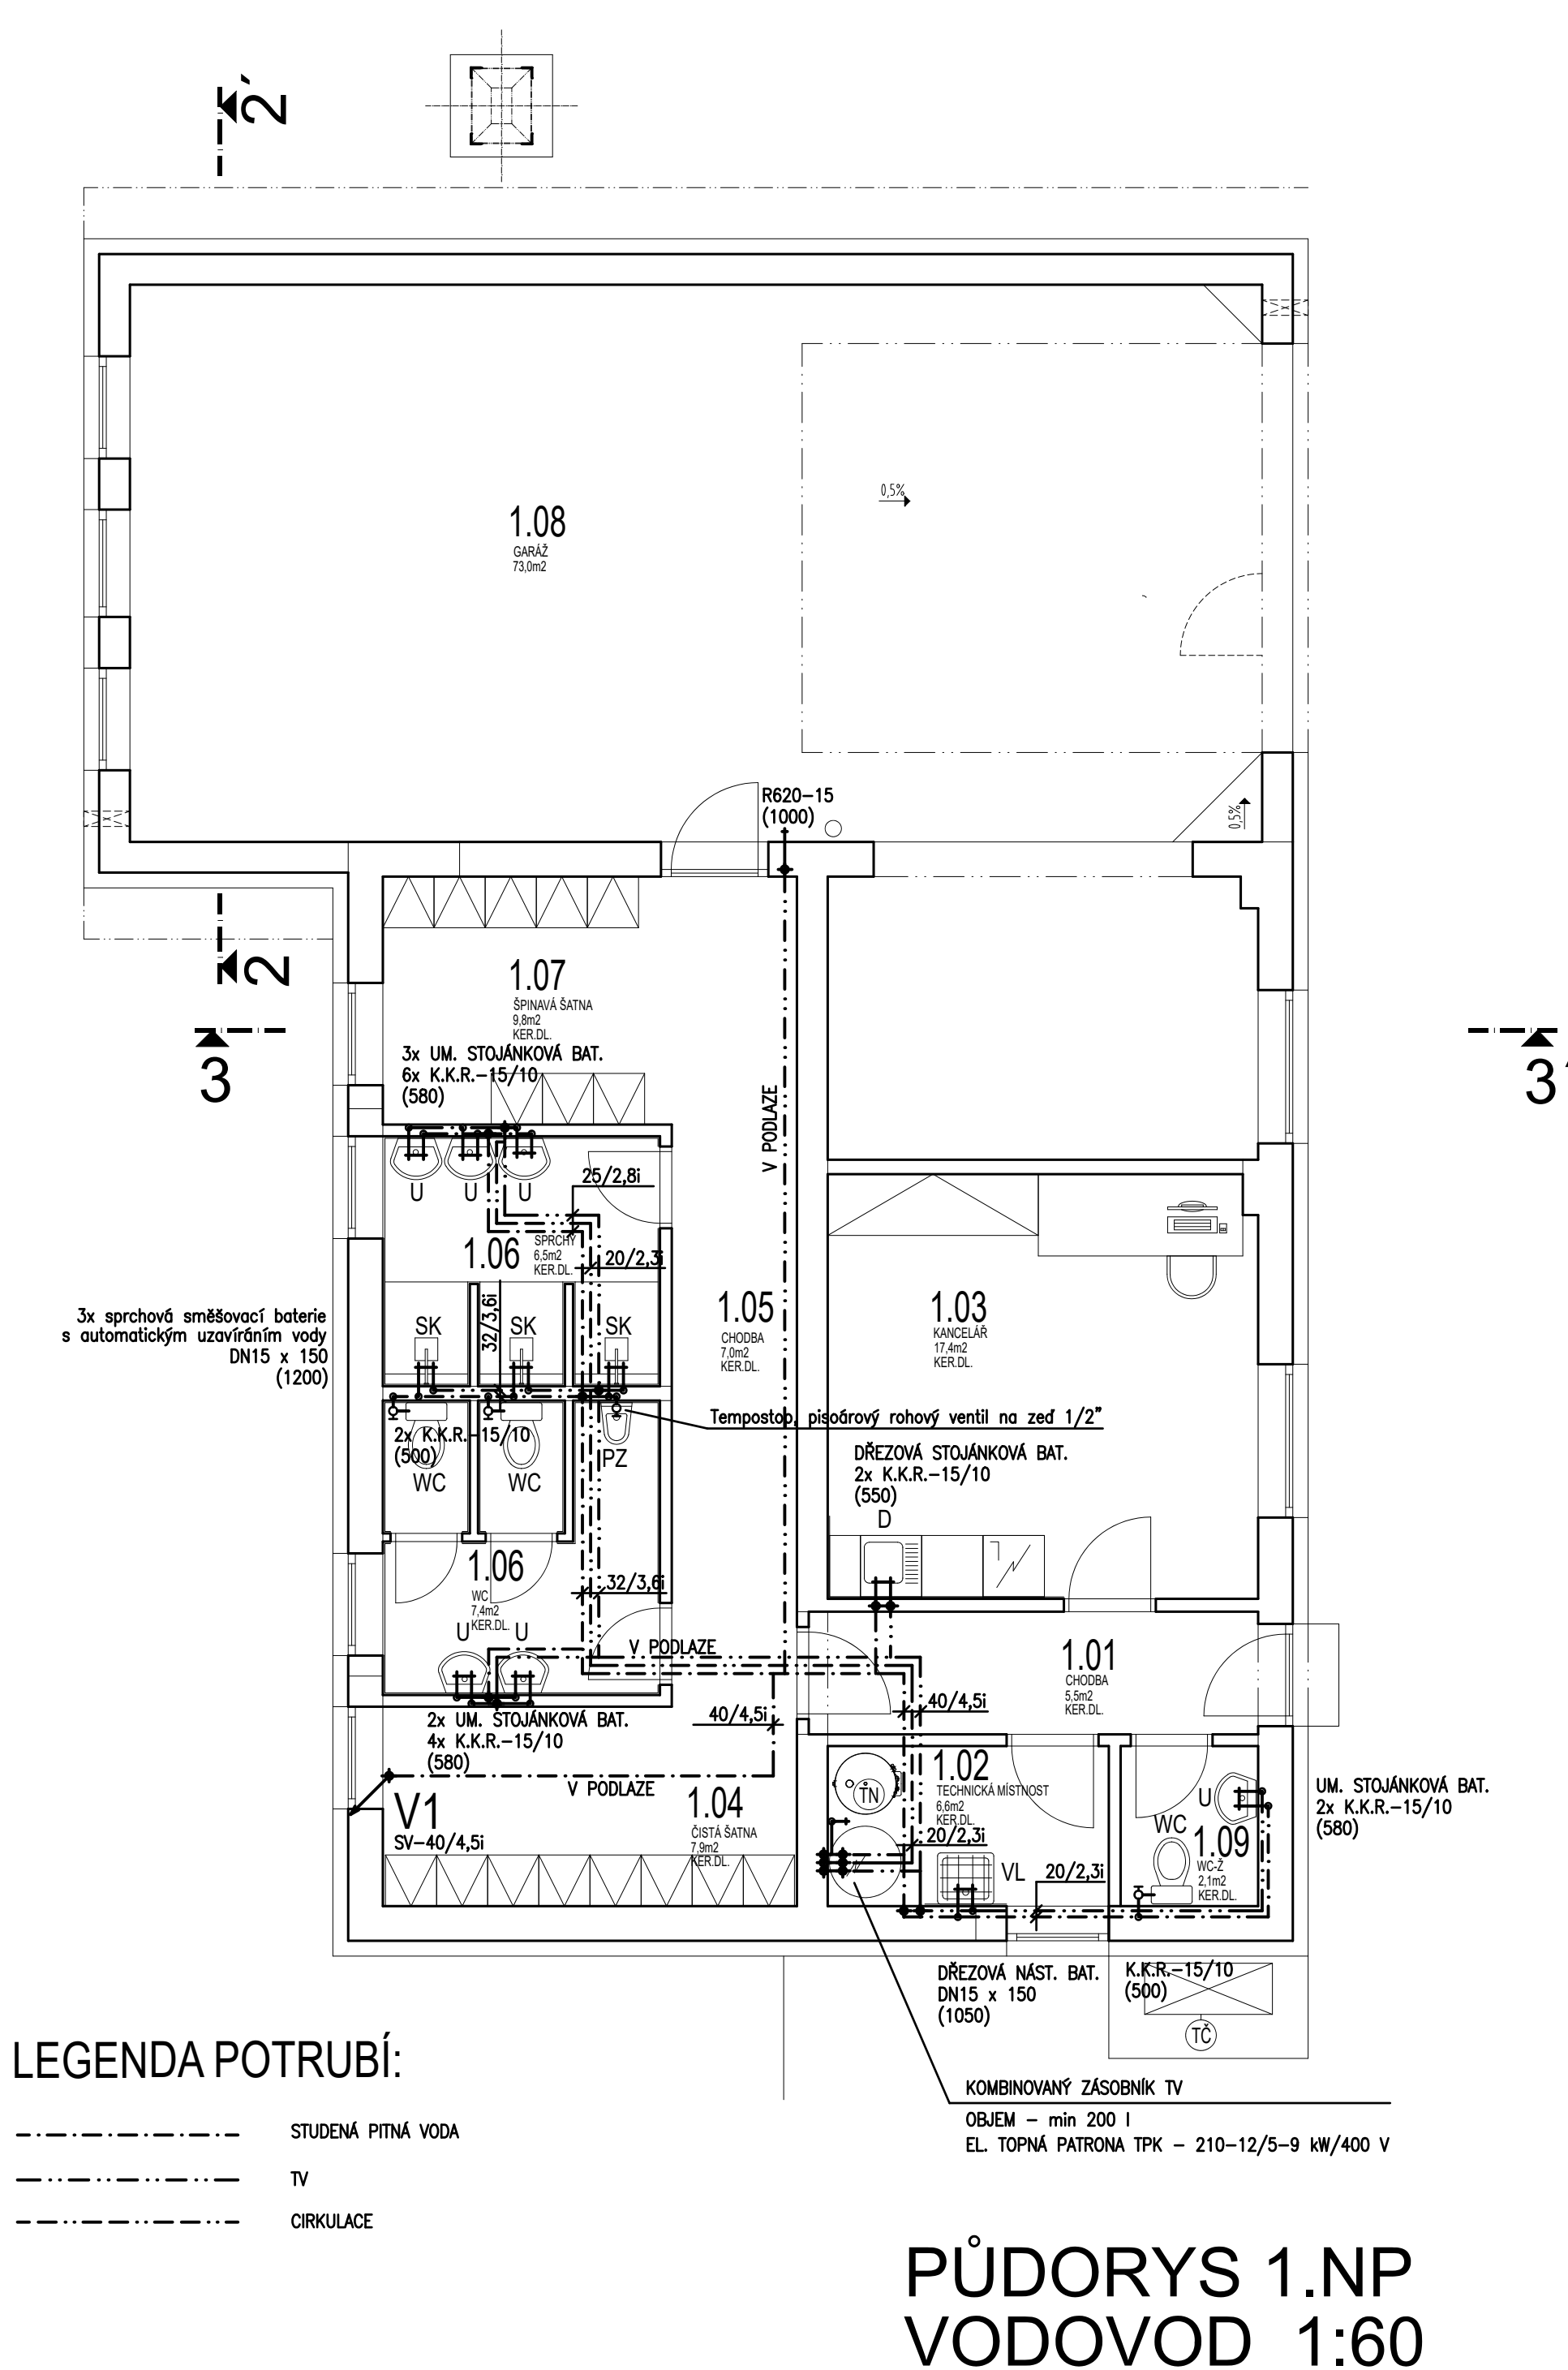 2´
0,5%
1.08
GARÁŽ
73,0m2
R620-15
(1000)
0,5%
2
3
3´
1.07
ŠPINAVÁ ŠATNA
9,8m2
KER.DL.
3x UM. STOJÁNKOVÁ BAT.
6x K.K.R.-15/10
(580)
V PODLAZE
U
U
U
25/2,8i
1.06
SPRCHY
6,5m2
KER.DL.
20/2,3i
32/3,6i
3x sprchová směšovací baterie
s automatickým uzavíráním vody
DN15 x 150
(1200)
SK
SK
SK
1.05
CHODBA
7,0m2
KER.DL.
1.03
KANCELÁŘ
17,4m2
KER.DL.
Tempostop, pisoárový rohový ventil na zeď 1/2"
2x K.K.R.-15/10
(500)
WC
WC
PZ
DŘEZOVÁ STOJÁNKOVÁ BAT.
2x K.K.R.-15/10
(550)
D
1.06
WC
7,4m2
KER.DL.
32/3,6i
U
U
V PODLAZE
1.01
CHODBA
5,5m2
KER.DL.
40/4,5i
40/4,5i
2x UM. STOJÁNKOVÁ BAT.
4x K.K.R.-15/10
(580)
V PODLAZE
V1
SV-40/4,5i
1.04
ČISTÁ ŠATNA
7,9m2
KER.DL.
TN
1.02
TECHNICKÁ MÍSTNOST
6,6m2
KER.DL.
20/2,3i
VL
20/2,3i
U
WC
1.09
WC-Ž
2,1m2
KER.DL.
UM. STOJÁNKOVÁ BAT.
2x K.K.R.-15/10
(580)
DŘEZOVÁ NÁST. BAT.
DN15 x 150
(1050)
K.K.R.-15/10
(500)
TČ
KOMBINOVANÝ ZÁSOBNÍK TV
OBJEM - min 200 l
EL. TOPNÁ PATRONA TPK - 210-12/5-9 kW/400 V
LEGENDA POTRUBÍ:
STUDENÁ PITNÁ VODA
TV
CIRKULACE
PŮDORYS 1.NP
VODOVOD 1:60